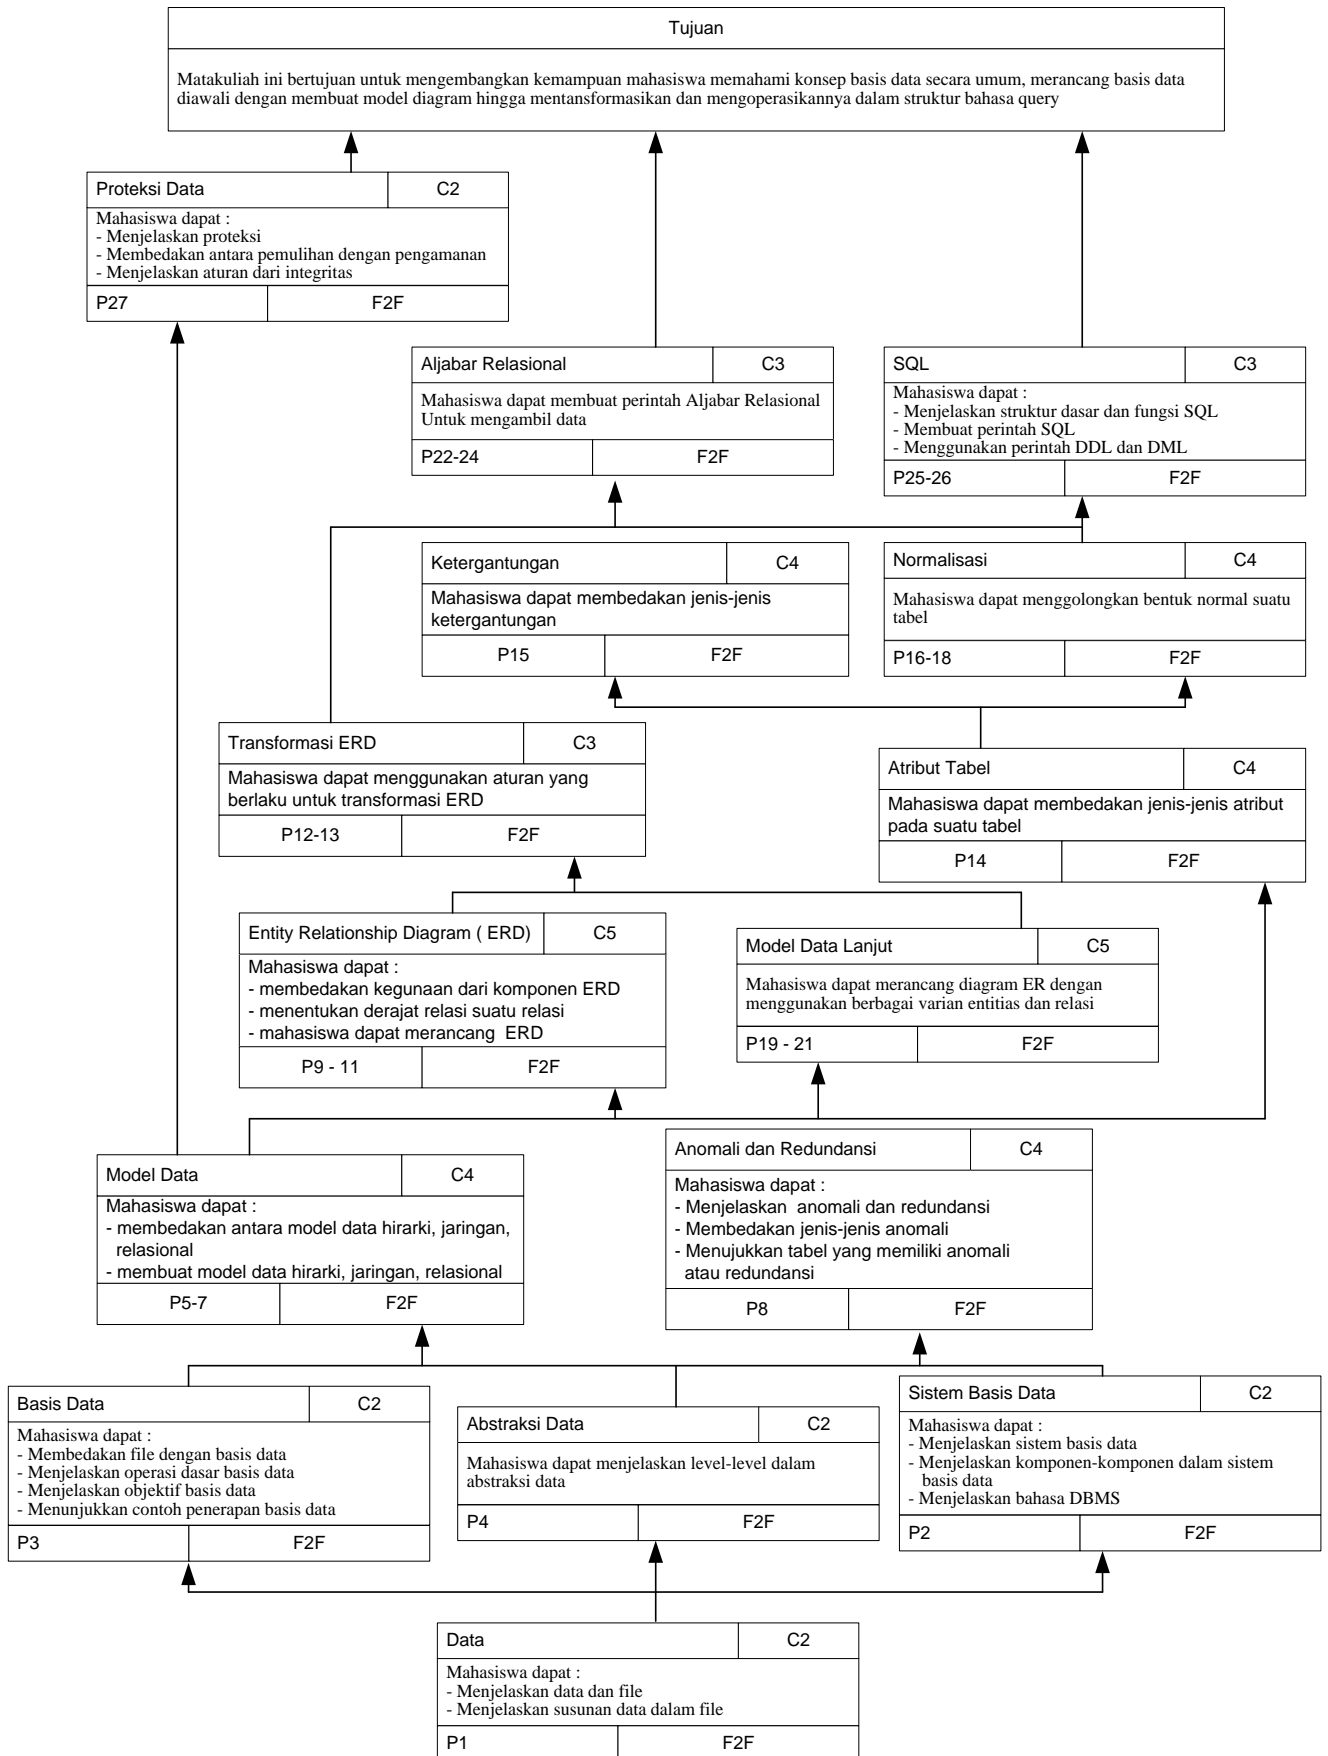 Tujuan
Matakuliah ini bertujuan untuk mengembangkan kemampuan mahasiswa memahami konsep basis data secara umum, merancang basis data
diawali dengan membuat model diagram hingga mentansformasikan dan mengoperasikannya dalam struktur bahasa query
Proteksi Data
C2
Mahasiswa dapat :
- Menjelaskan proteksi
- Membedakan antara pemulihan dengan pengamanan
- Menjelaskan aturan dari integritas
P27
F2F
Aljabar Relasional
C3
Mahasiswa dapat membuat perintah Aljabar Relasional
Untuk mengambil data
P22-24
F2F
SQL
C3
Mahasiswa dapat :
- Menjelaskan struktur dasar dan fungsi SQL
- Membuat perintah SQL
- Menggunakan perintah DDL dan DML
P25-26
F2F
Ketergantungan
C4
Mahasiswa dapat membedakan jenis-jenis
ketergantungan
P15
F2F
Normalisasi
C4
Mahasiswa dapat menggolongkan bentuk normal suatu
tabel
P16-18
F2F
Transformasi ERD
C3
Mahasiswa dapat menggunakan aturan yang
berlaku untuk transformasi ERD
P12-13
F2F
Atribut Tabel
C4
Mahasiswa dapat membedakan jenis-jenis atribut
pada suatu tabel
P14
F2F
Entity Relationship Diagram ( ERD)
C5
Mahasiswa dapat :
- membedakan kegunaan dari komponen ERD
- menentukan derajat relasi suatu relasi
- mahasiswa dapat merancang  ERD
P9 - 11
F2F
Model Data Lanjut
C5
Mahasiswa dapat merancang diagram ER dengan
menggunakan berbagai varian entitias dan relasi
P19 - 21
F2F
Model Data
C4
Mahasiswa dapat :
- membedakan antara model data hirarki, jaringan,
relasional
- membuat model data hirarki, jaringan, relasional
P5-7
F2F
Anomali dan Redundansi
C4
Mahasiswa dapat :
- Menjelaskan  anomali dan redundansi
- Membedakan jenis-jenis anomali
- Menujukkan tabel yang memiliki anomali
atau redundansi
P8
F2F
Basis Data
C2
Mahasiswa dapat :
- Membedakan file dengan basis data
- Menjelaskan operasi dasar basis data
- Menjelaskan objektif basis data
- Menunjukkan contoh penerapan basis data
P3
F2F
Abstraksi Data
C2
Mahasiswa dapat menjelaskan level-level dalam
abstraksi data
P4
F2F
Sistem Basis Data
C2
Mahasiswa dapat :
- Menjelaskan sistem basis data
- Menjelaskan komponen-komponen dalam sistem
basis data
- Menjelaskan bahasa DBMS
P2
F2F
Data
C2
Mahasiswa dapat :
- Menjelaskan data dan file
- Menjelaskan susunan data dalam file
P1
F2F